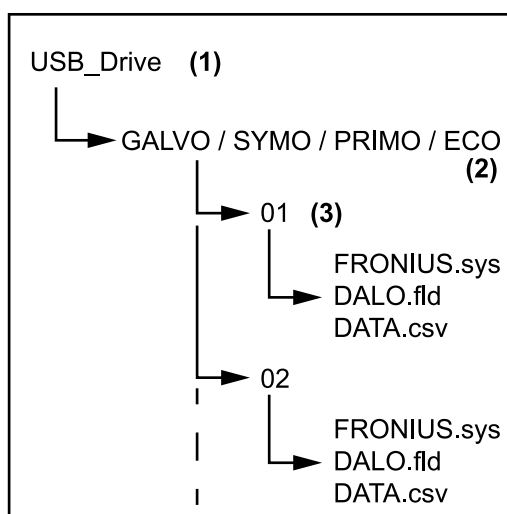 USB_Drive (1)
GALVO / SYMO / PRIMO / ECO
(2)
01 (3)
FRONIUS.sys
DALO.fld
DATA.csv
02
FRONIUS.sys
DALO.fld
DATA.csv